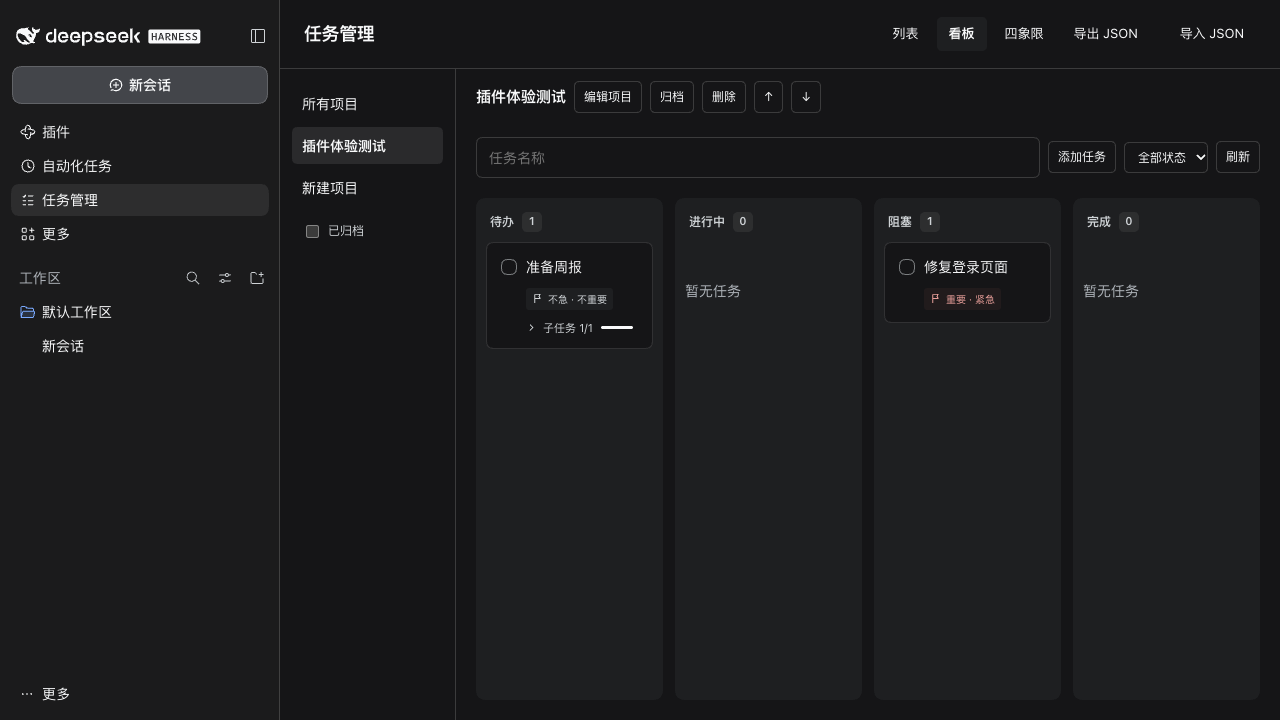 deepseek HARNESS
新会话
插件
自动化任务
任务管理
更多
工作区
默认工作区
新会话
更多
任务管理
列表 看板 四象限 导出 JSON 导入 JSON
所有项目
插件体验测试
新建项目
已归档
插件体验测试 编辑项目 归档 删除 ↑ ↓
任务名称 添加任务 全部状态 刷新
待办 1
准备周报
不急 · 不重要
子任务 1/1
进行中 0
暂无任务
阻塞 1
修复登录页面
重要 · 紧急
完成 0
暂无任务